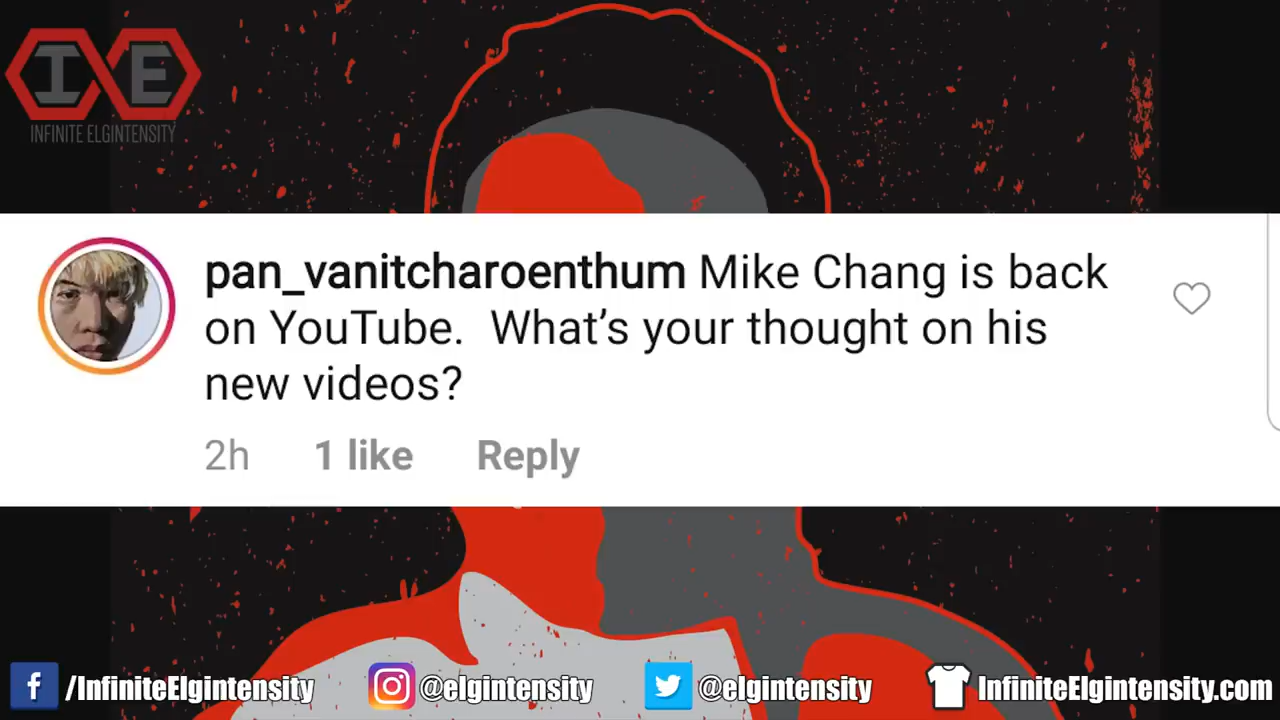 IE
INFINITE ELGINTENSITY
pan_vanitcharoenthum Mike Chang is back
on YouTube.  What's your thought on his
new videos?
2h 1 like Reply
f /InfiniteElgintensity @elgintensity @elgintensity InfiniteElgintensity.com